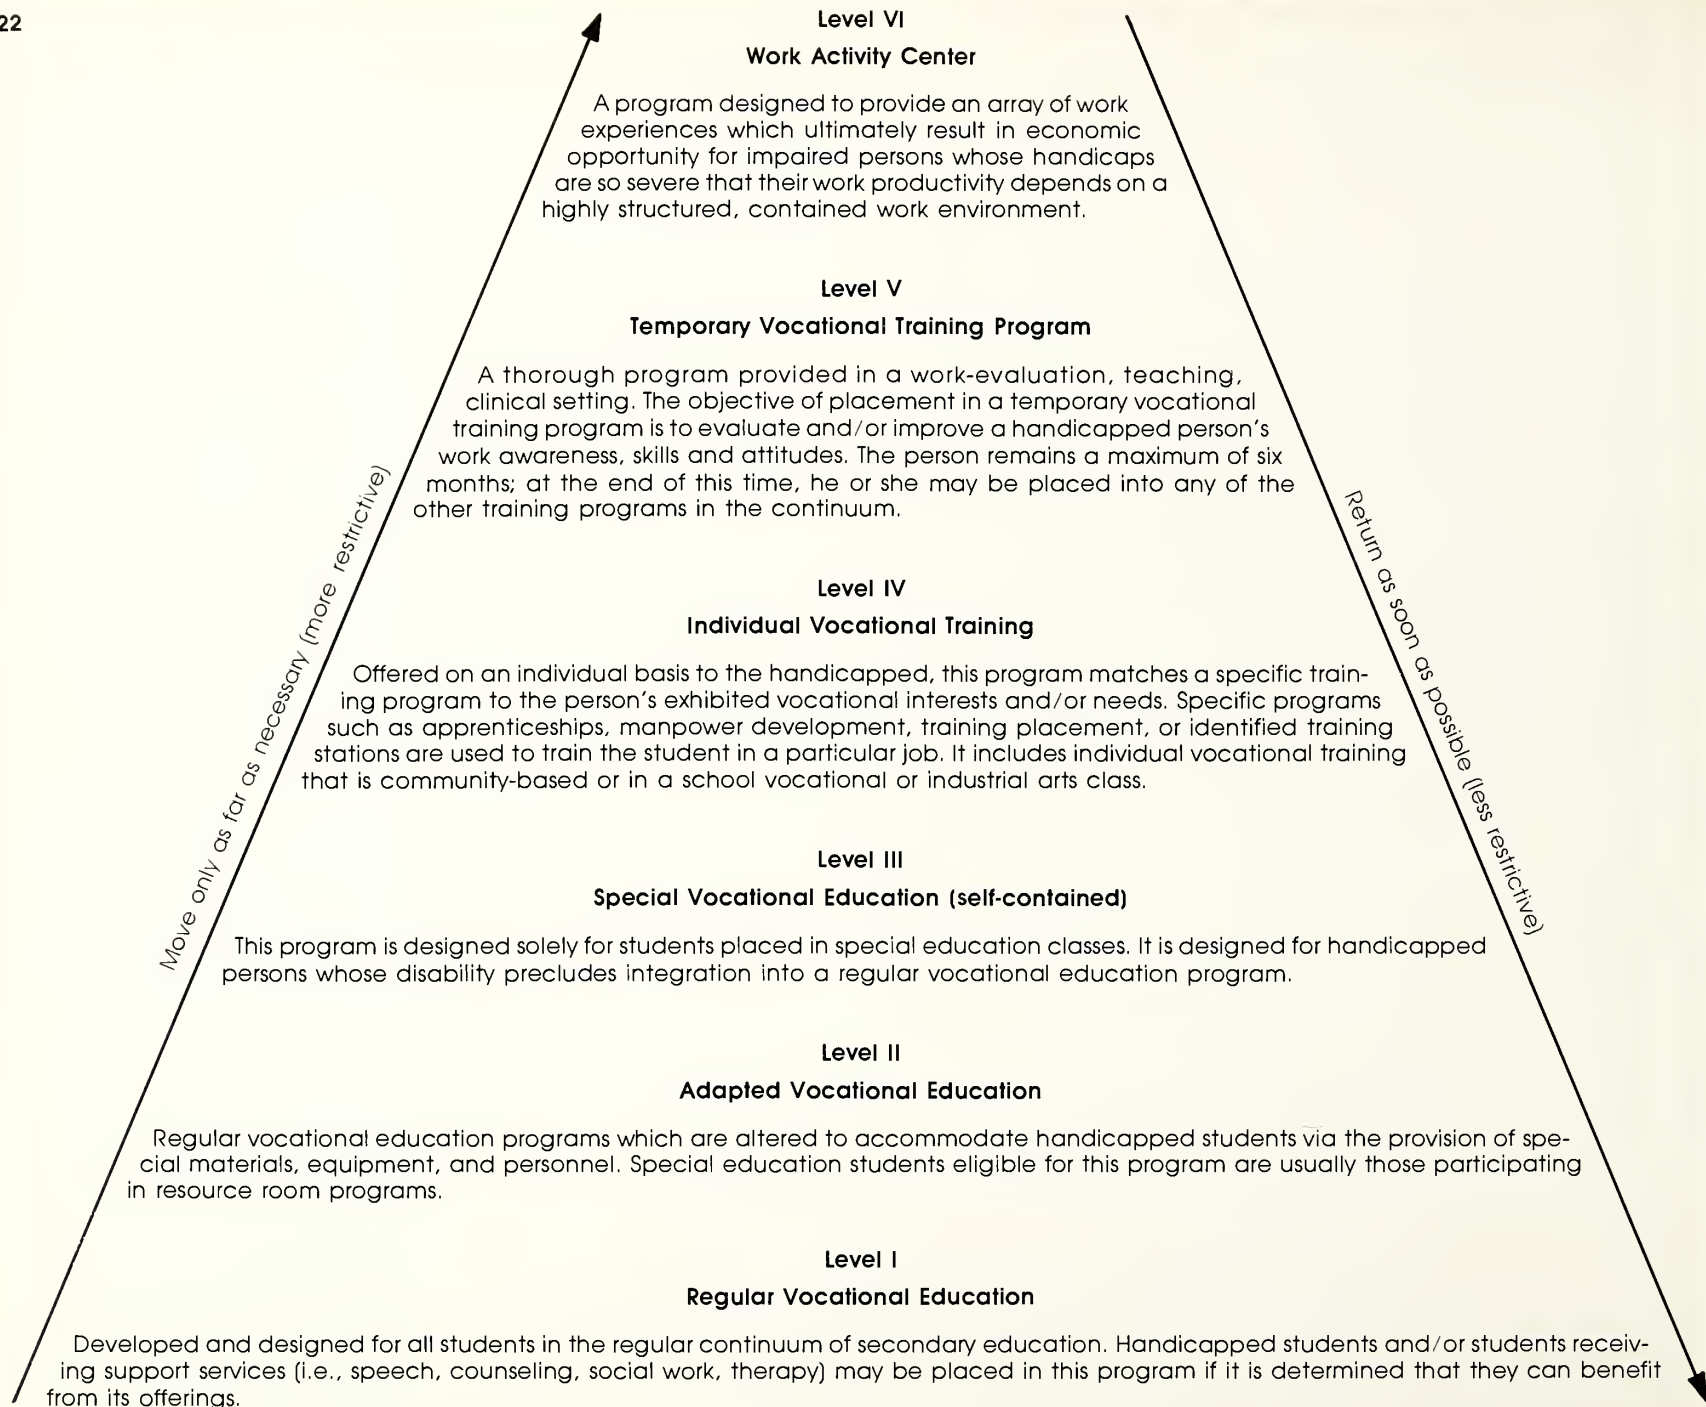 22
Level VI
Work Activity Center
A program designed to provide an array of work
experiences which ultimately result in economic
opportunity for impaired persons whose handicaps
are so severe that their work productivity depends on a
highly structured, contained work environment.
Level V
Temporary Vocational Training Program
A thorough program provided in a work-evaluation, teaching,
clinical setting. The objective of placement in a temporary vocational
training program is to evaluate and/or improve a handicapped person's
work awareness, skills and attitudes. The person remains a maximum of six
months; at the end of this time, he or she may be placed into any of the
other training programs in the continuum.
Level IV
Individual Vocational Training
Offered on an individual basis to the handicapped, this program matches a specific train-
ing program to the person's exhibited vocational interests and/or needs. Specific programs
such as apprenticeships, manpower development, training placement, or identified training
stations are used to train the student in a particular job. It includes individual vocational training
that is community-based or in a school vocational or industrial arts class.
Level III
Special Vocational Education (self-contained)
This program is designed solely for students placed in special education classes. It is designed for handicapped
persons whose disability precludes integration into a regular vocational education program.
Level II
Adapted Vocational Education
Regular vocational education programs which are altered to accommodate handicapped students via the provision of spe-
cial materials, equipment, and personnel. Special education students eligible for this program are usually those participating
in resource room programs.
Level I
Regular Vocational Education
Developed and designed for all students in the regular continuum of secondary education. Handicapped students and/or students receiv-
ing support services (i.e., speech, counseling, social work, therapy) may be placed in this program if it is determined that they can benefit
from its offerings.
Move only as far as necessary (more restrictive)
Return as soon as possible (less restrictive)